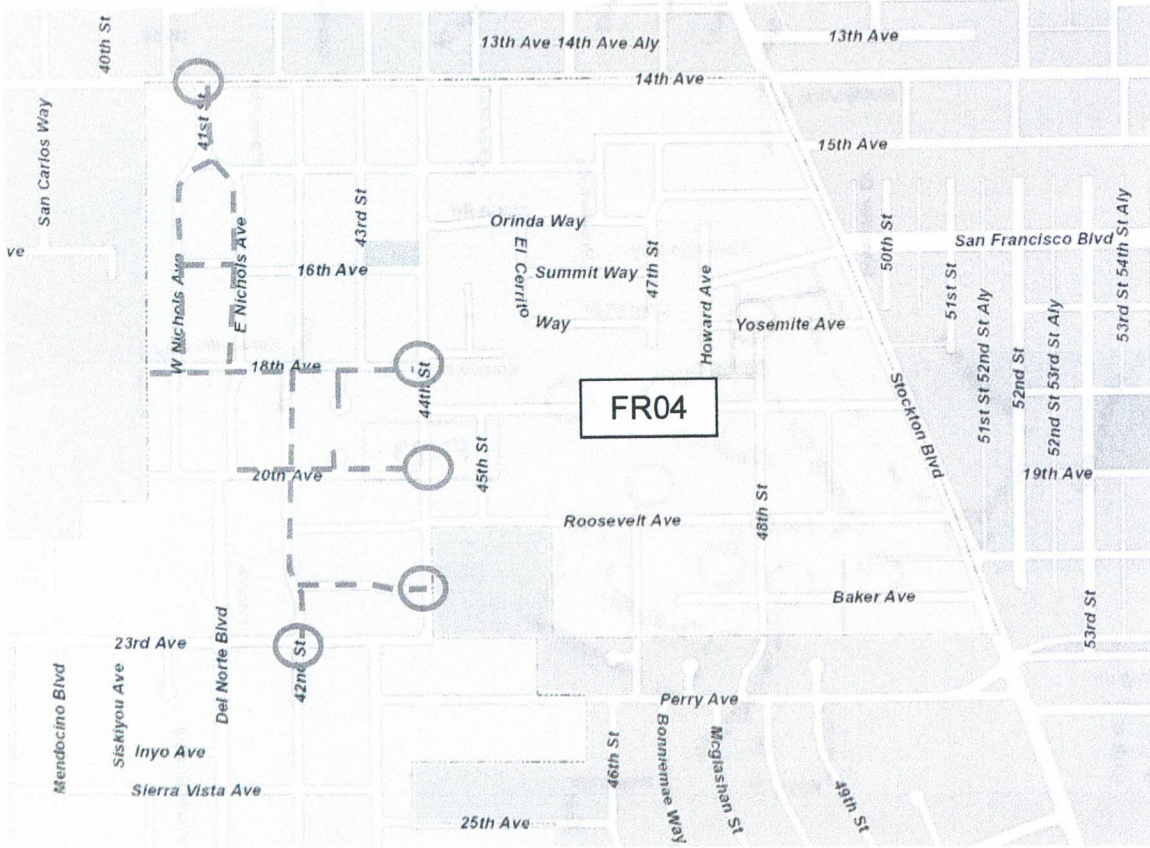 40th St
13th Ave 14th Ave Aly
13th Ave
14th Ave
41st St
San Carlos Way
15th Ave
43rd St
Orinda Way
50th St
San Francisco Blvd
53rd St 54th St Aly
ve
W Nichols Ave
E Nichols Ave
16th Ave
El Cerrito
Way
Summit Way
47th St
Howard Ave
Yosemite Ave
51st St
51st St 52nd St Aly
52nd St
52nd St 53rd St Aly
18th Ave
44th St
FR04
Stockton Blvd
20th Ave
45th St
19th Ave
Roosevelt Ave
48th St
Baker Ave
53rd St
23rd Ave
Del Norte Blvd
42nd St
Mendocino Blvd
Siskiyou Ave
Perry Ave
Inyo Ave
46th St
Bonniemae Way
Mcglashan St
49th St
Sierra Vista Ave
25th Ave